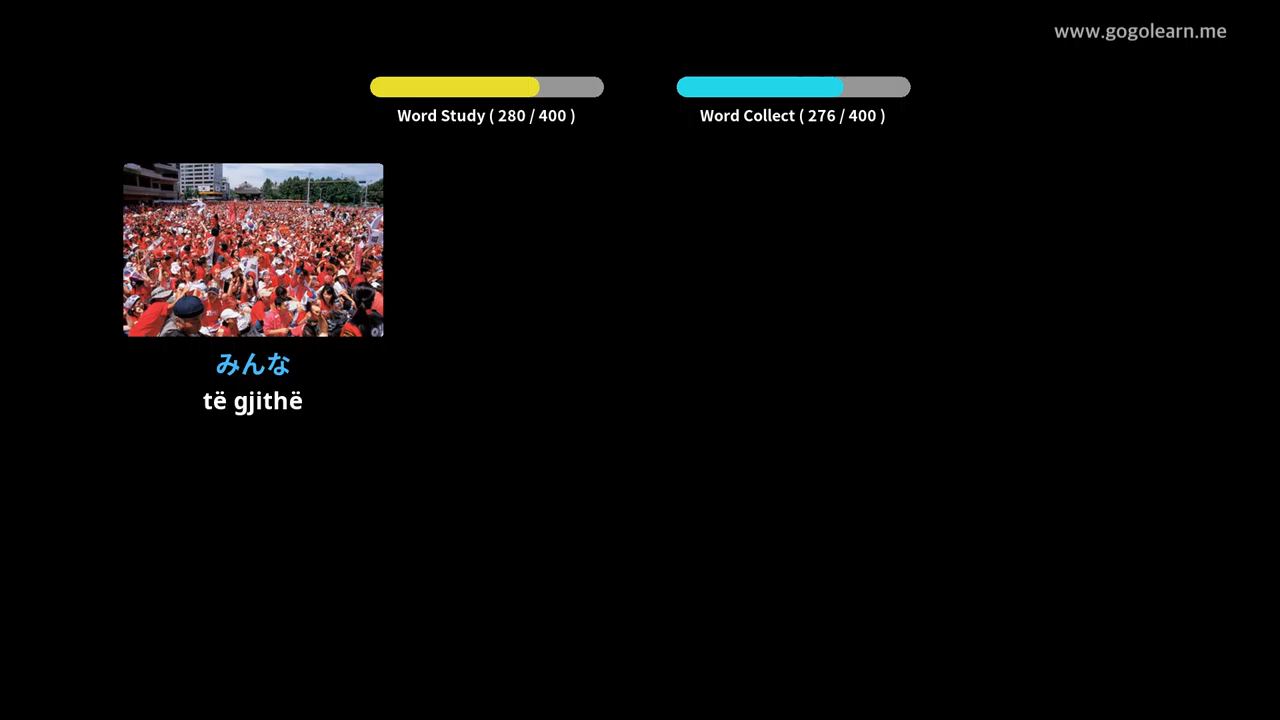 www.gogolearn.me
Word Study ( 280 / 400 )
Word Collect ( 276 / 400 )
みんな
të gjithë